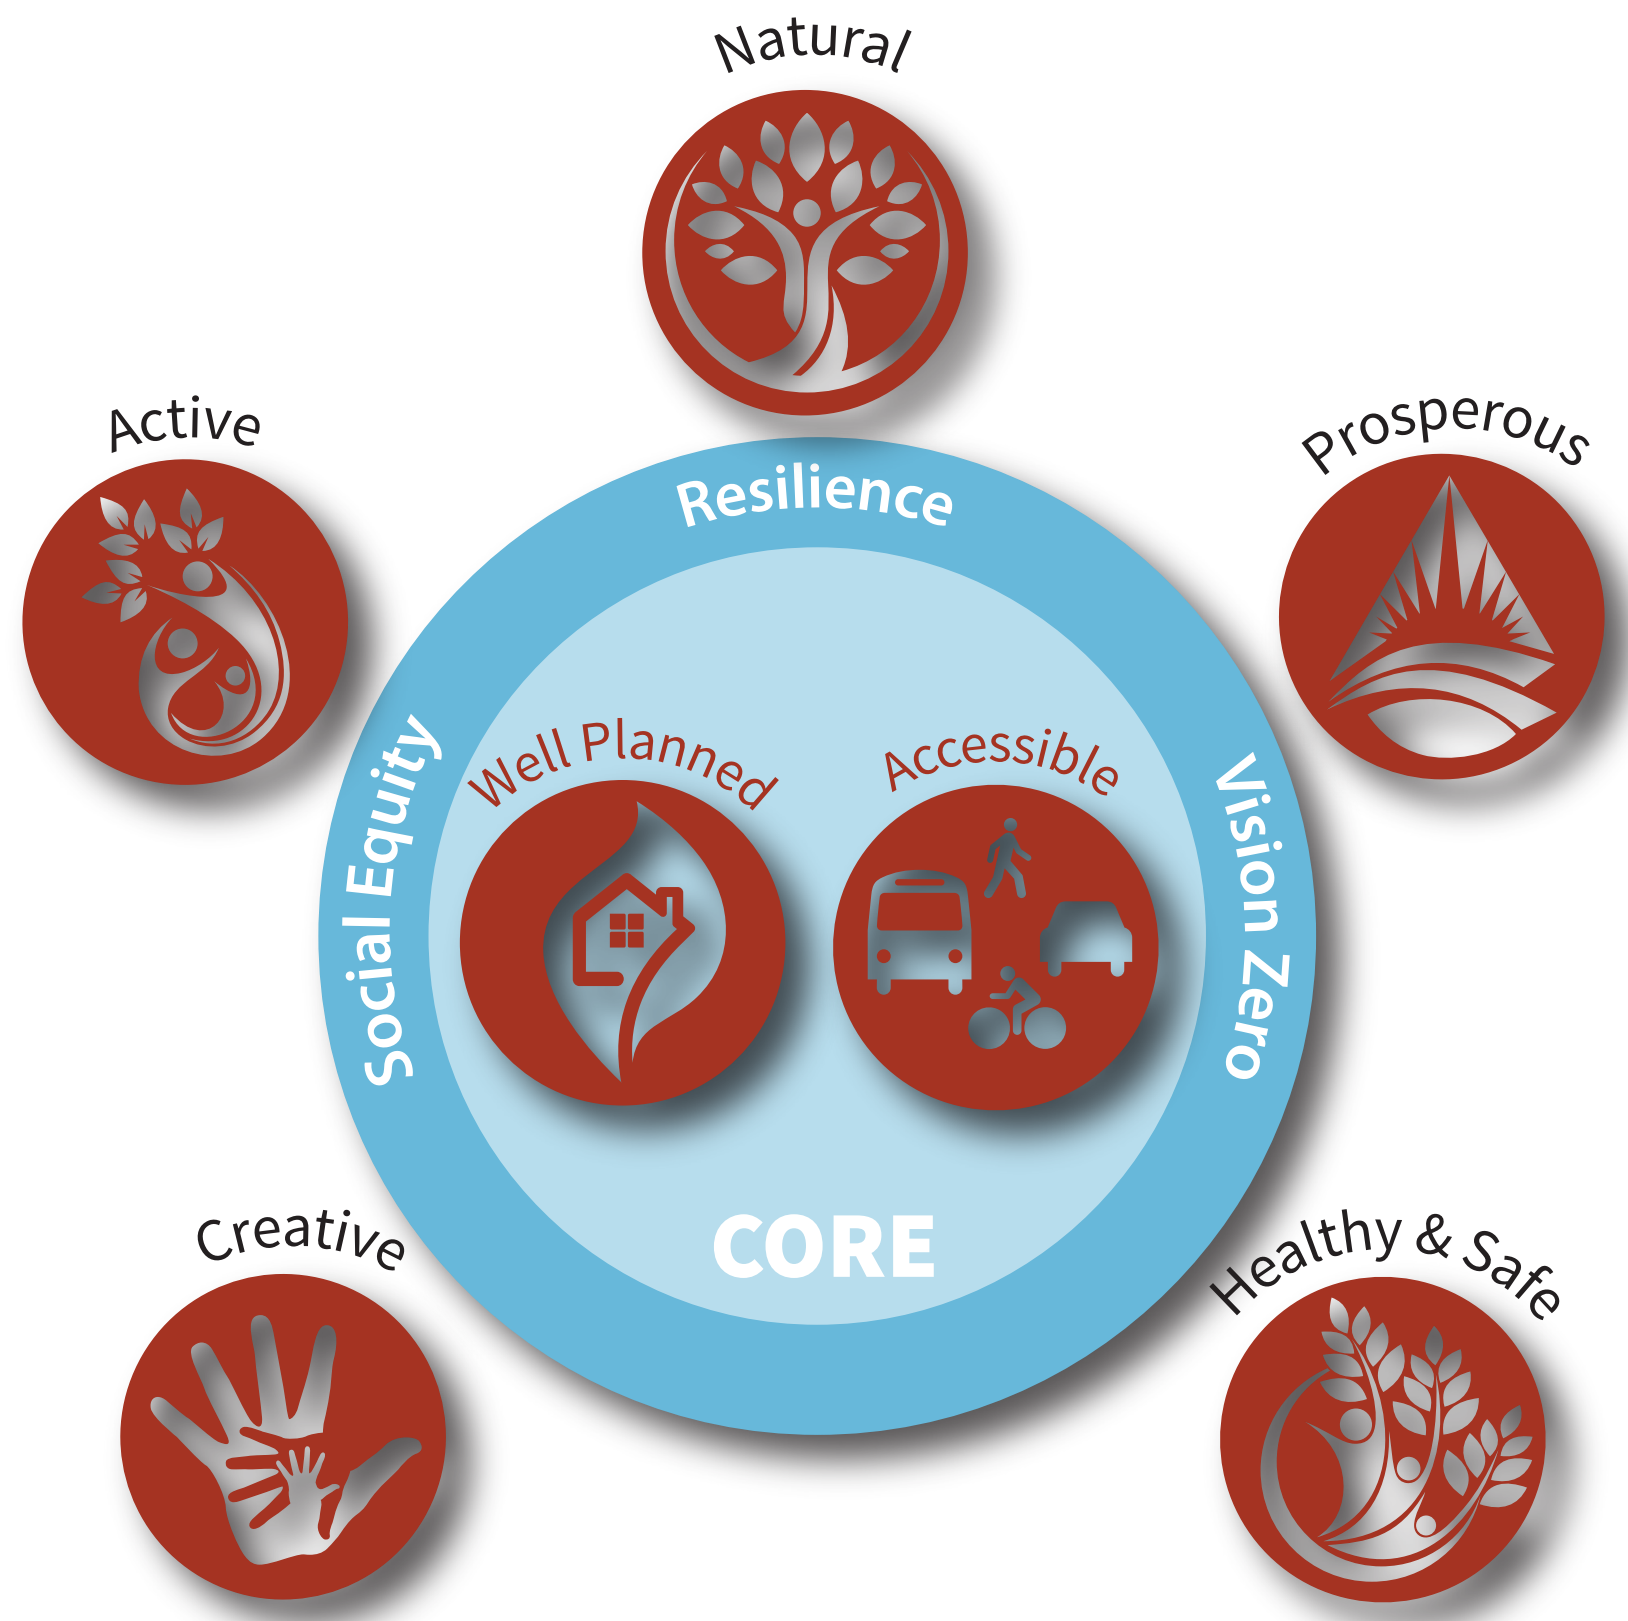 Natural
Active
Prosperous
Resilience
Social Equity
Well Planned
Accessible
Vision Zero
CORE
Creative
Healthy & Safe